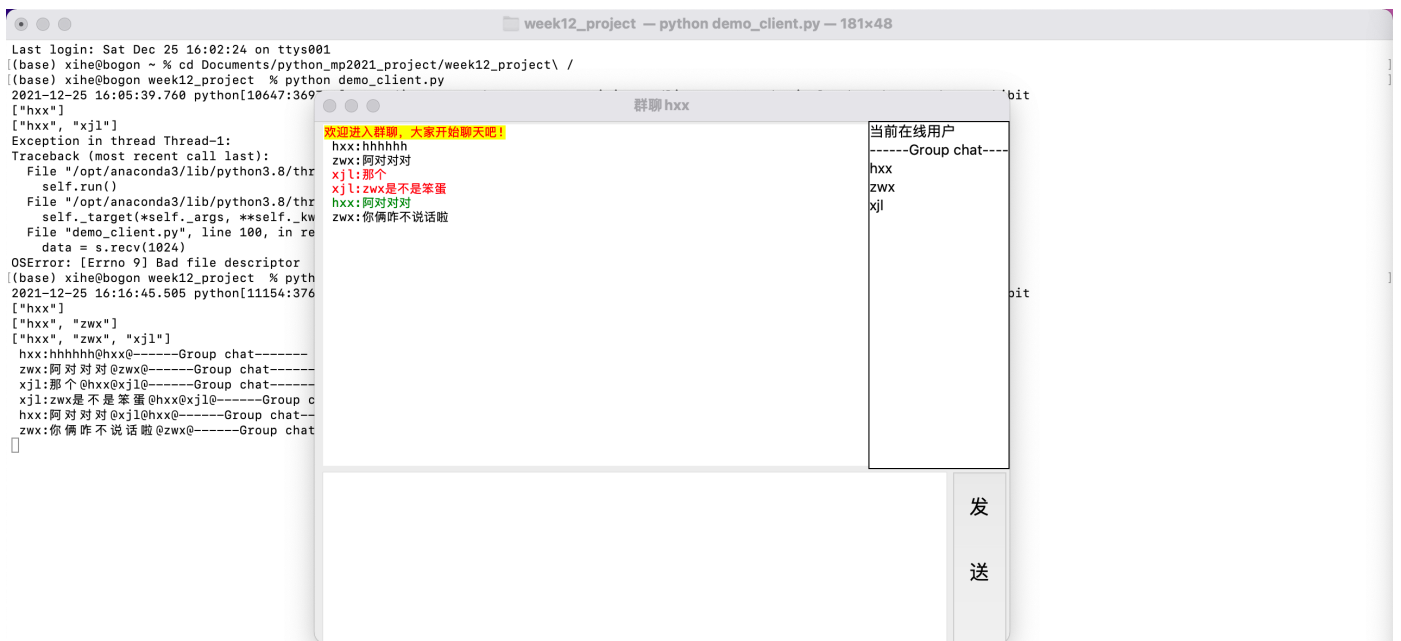 week12_project — python demo_client.py — 181×48
Last login: Sat Dec 25 16:02:24 on ttys001
[(base) xihe@bogon ~ % cd Documents/python_mp2021_project/week12_project\ / ]
[(base) xihe@bogon week12_project  % python demo_client.py ]
2021-12-25 16:05:39.760 python[10647:369 bit
["hxx"]
["hxx", "xjl"]
Exception in thread Thread-1:
Traceback (most recent call last):
File "/opt/anaconda3/lib/python3.8/thr
self.run()
File "/opt/anaconda3/lib/python3.8/thr
self._target(*self._args, **self._kw
File "demo_client.py", line 100, in re
data = s.recv(1024)
OSError: [Errno 9] Bad file descriptor
[(base) xihe@bogon week12_project  % pyth ]
2021-12-25 16:16:45.505 python[11154:376 bit
["hxx"]
["hxx", "zwx"]
["hxx", "zwx", "xjl"]
hxx:hhhhhh@hxx@------Group chat-------
zwx:阿对对对@zwx@------Group chat------
xjl:那个@hxx@xjl@------Group chat------
xjl:zwx是不是笨蛋@hxx@xjl@------Group c
hxx:阿对对对@xjl@hxx@------Group chat--
zwx:你俩咋不说话啦@zwx@------Group chat
群聊hxx
欢迎进入群聊，大家开始聊天吧！
hxx:hhhhhh
zwx:阿对对对
xjl:那个
xjl:zwx是不是笨蛋
hxx:阿对对对
zwx:你俩咋不说话啦
当前在线用户
------Group chat----
hxx
zwx
xjl
发
送